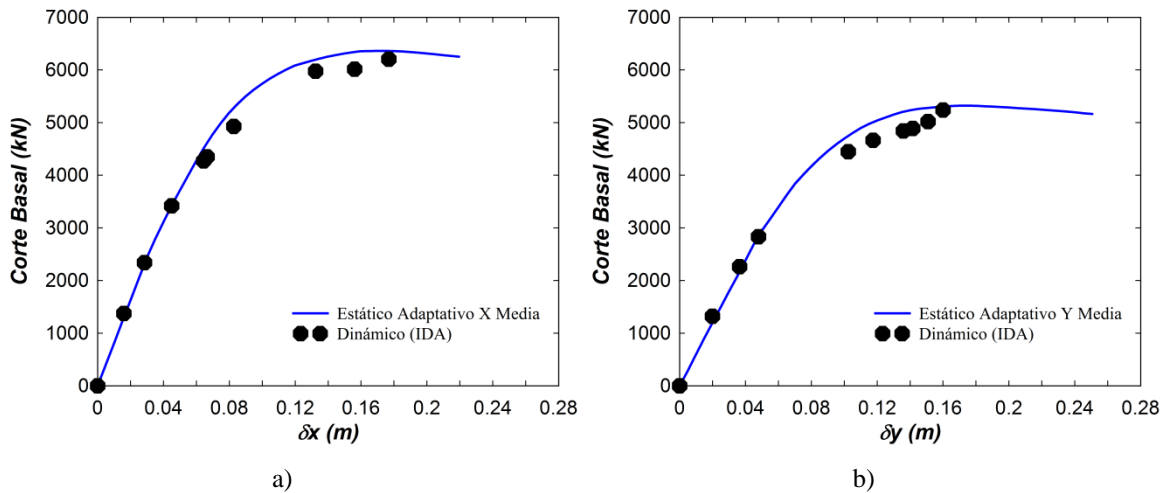 7000
6000
5000
4000
3000
2000
1000
0
Corte Basal (kN)
Estático Adaptativo X Media
Dinámico (IDA)
0 0.04 0.08 0.12 0.16 0.2 0.24 0.28
δx (m)
a)
7000
6000
5000
4000
3000
2000
1000
0
Corte Basal (kN)
Estático Adaptativo Y Media
Dinámico (IDA)
0 0.04 0.08 0.12 0.16 0.2 0.24 0.28
δy (m)
b)